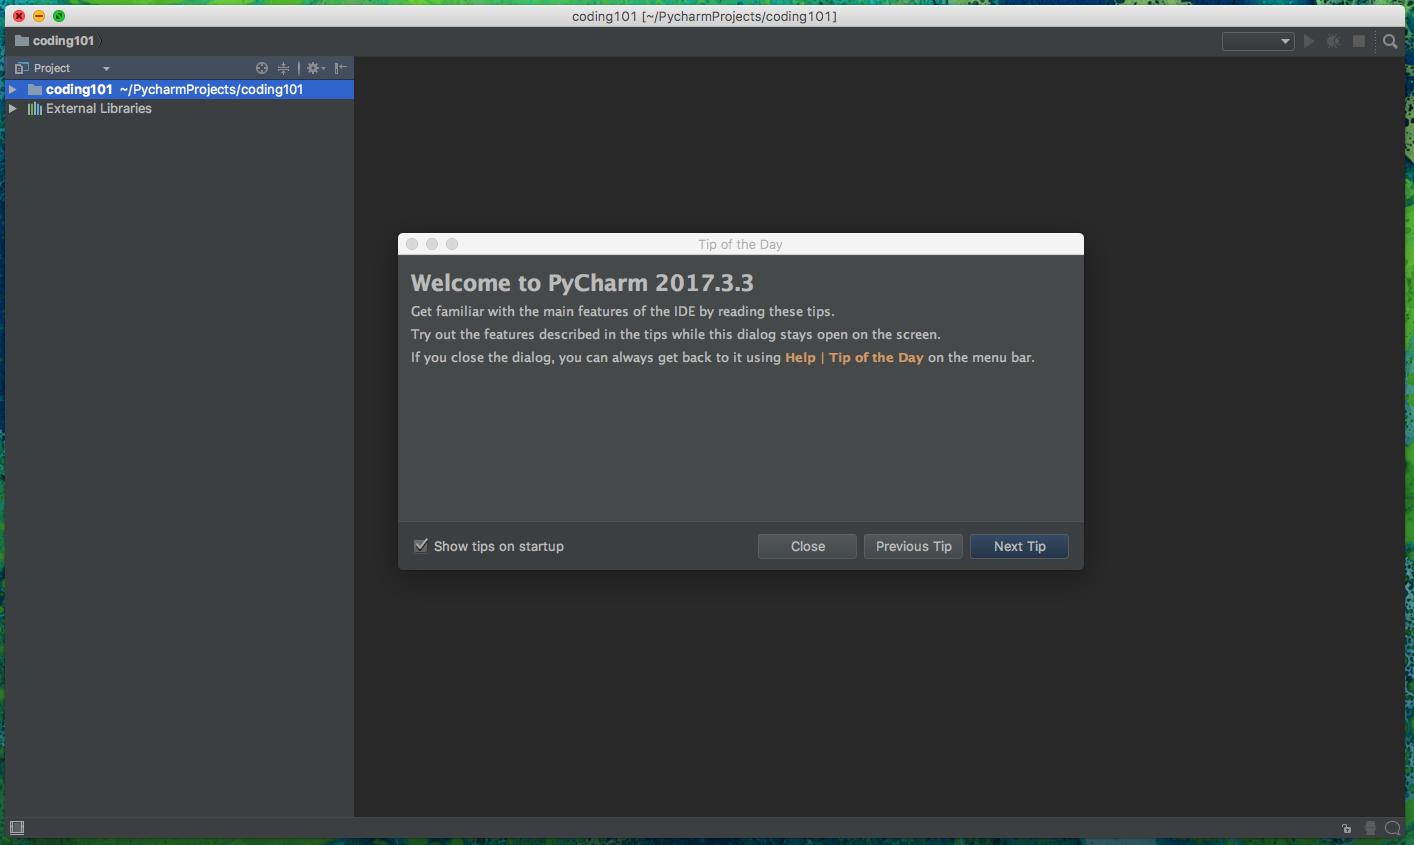 coding101 [~/PycharmProjects/coding101]
coding101
Project
coding101 ~/PycharmProjects/coding101
External Libraries
Tip of the Day
Welcome to PyCharm 2017.3.3
Get familiar with the main features of the IDE by reading these tips.
Try out the features described in the tips while this dialog stays open on the screen.
If you close the dialog, you can always get back to it using Help | Tip of the Day on the menu bar.
Show tips on startup
Close
Previous Tip
Next Tip